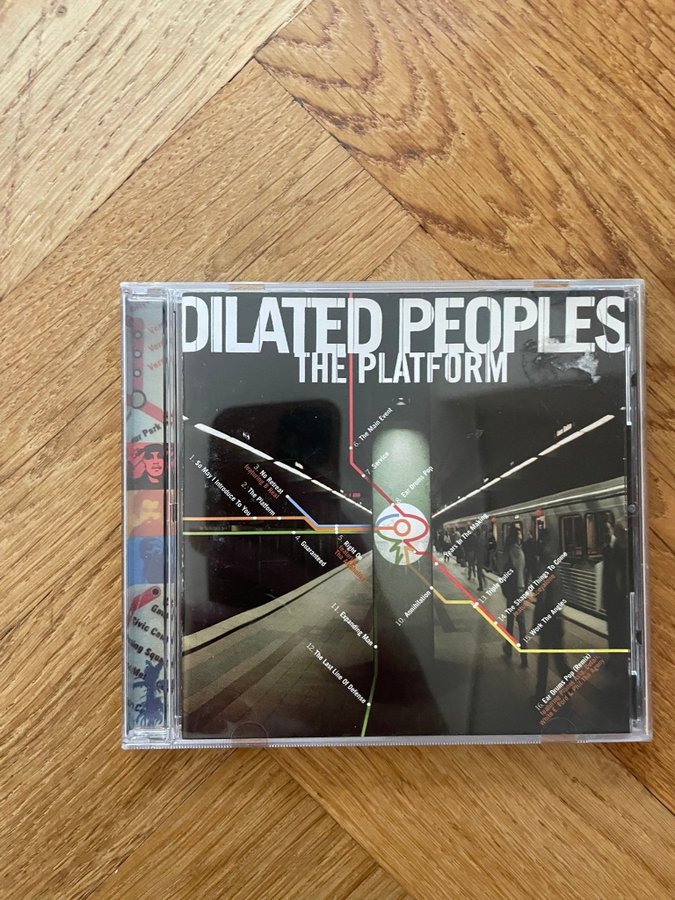 DILATED PEOPLES
THE PLATFORM
6. The Main Event
7. Service
8. Ear Drums Pop
1. So May I Introduce To You
2. The Platform
3. No Retreat
featuring B Real
4. Guaranteed
5. Right On
9. Years In The Making
10. Annihilation
11. Expanding Man
12. The Last Line Of Defense
13. Triple Optics
14. The Shape Of Things To Come
15. Work The Angles
16. Ear Drums Pop (Remix)